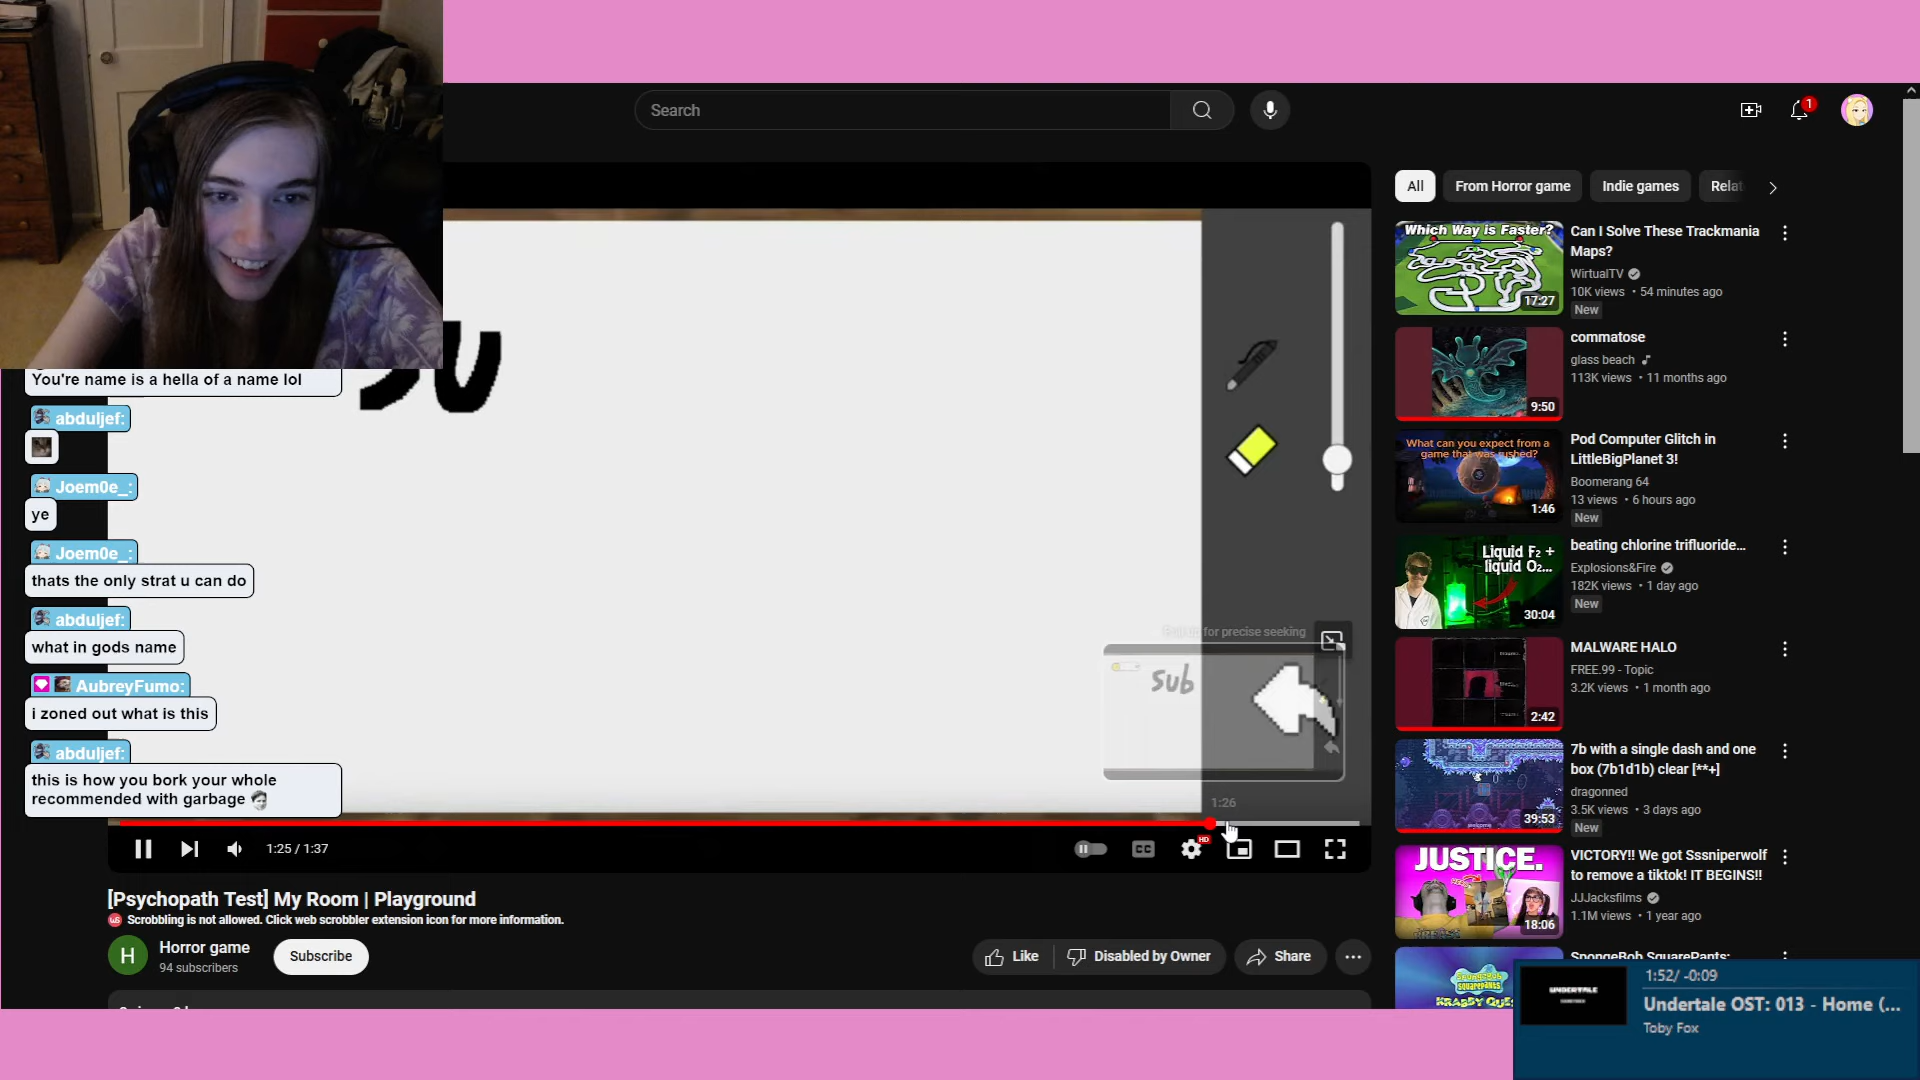 Search
1
All
From Horror game
Indie games
Relat
Which Way is Faster?
17:27
Can I Solve These Trackmania
Maps?
WirtualTV
10K views • 54 minutes ago
New
9:50
commatose
glass beach
113K views • 11 months ago
What can you expect from a
game that was rushed?
1:46
Pod Computer Glitch in
LittleBigPlanet 3!
Boomerang 64
13 views • 6 hours ago
New
Liquid F₂ +
liquid O₂...
30:04
beating chlorine trifluoride...
Explosions&Fire
182K views • 1 day ago
New
2:42
MALWARE HALO
FREE.99 - Topic
3.2K views • 1 month ago
39:53
7b with a single dash and one
box (7b1d1b) clear [**+]
dragonned
3.5K views • 3 days ago
New
JUSTICE.
18:06
VICTORY!! We got Sssniperwolf
to remove a tiktok! IT BEGINS!!
JJJacksfilms
1.1M views • 1 year ago
SpongeBob SquarePants:
You're name is a hella of a name lol
abduljef:
Joem0e_:
ye
Joem0e_:
thats the only strat u can do
abduljef:
what in gods name
AubreyFumo:
i zoned out what is this
abduljef:
this is how you bork your whole
recommended with garbage
for precise seeking
sub
1:26
1:25 / 1:37
CC
HD
[Psychopath Test] My Room | Playground
Scrobbling is not allowed. Click web scrobbler extension icon for more information.
H
Horror game
94 subscribers
Subscribe
Like
Disabled by Owner
Share
UNDERTALE
1:52/ -0:09
Undertale OST: 013 - Home (...
Toby Fox